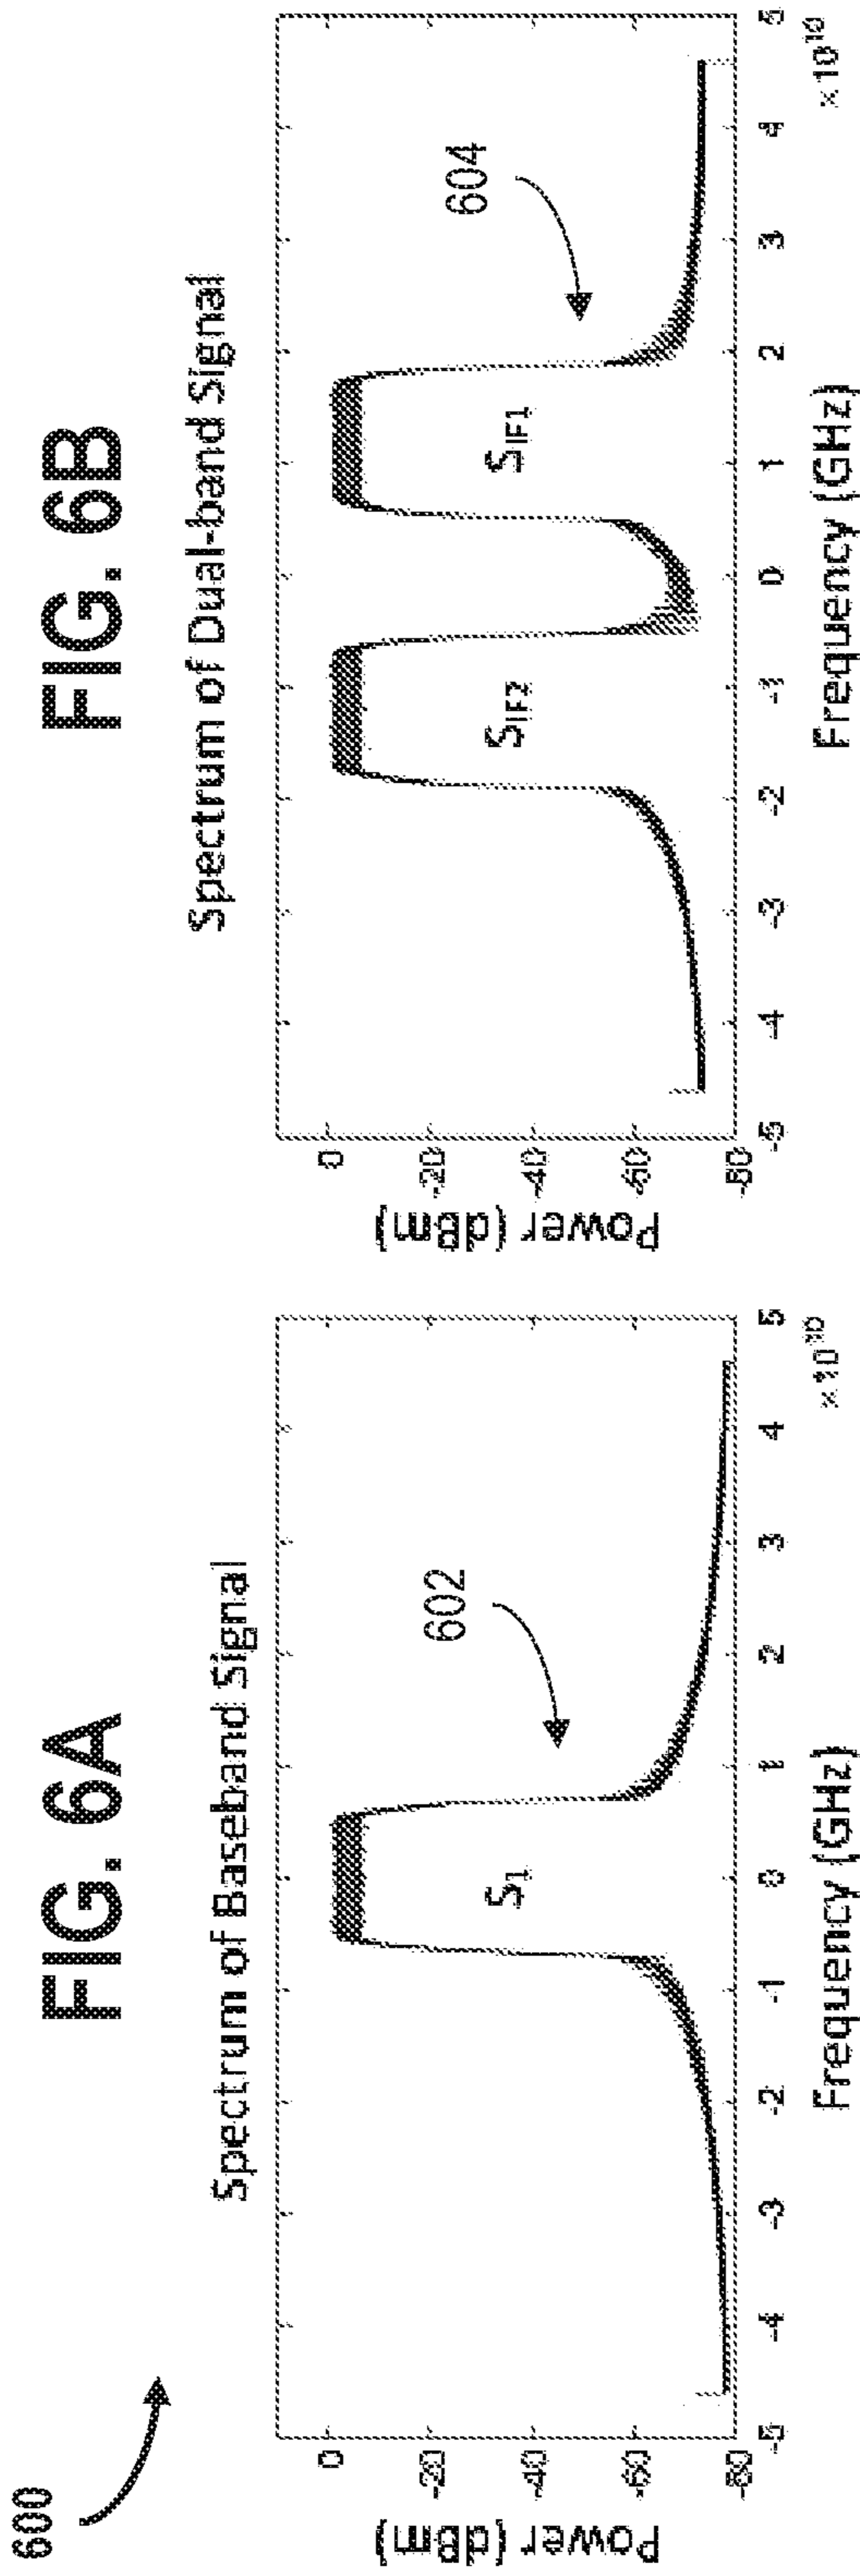 600
FIG. 6A
Spectrum of Baseband Signal
Power (dBm)
0
-20
-40
-60
-80
602
S1
-5 -4 -3 -2 -1 0 1 2 3 4 5
×10^10
Frequency (GHz)
FIG. 6B
Spectrum of Dual-band Signal
Power (dBm)
0
-20
-40
-60
-80
604
SIF2 SIF1
-5 -4 -3 -2 -1 0 1 2 3 4 5
×10^10
Frequency (GHz)